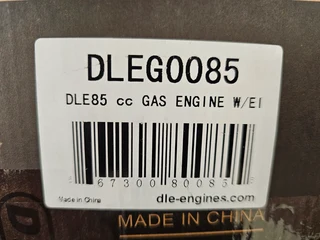 DLEG0085
DLE85 cc GAS ENGINE W/EI
67300 80085
Made in China
dle-engines.com
MADE IN CHINA